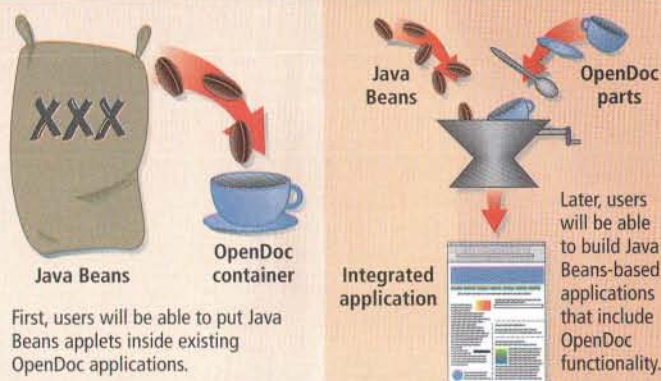 XXX
Java Beans
OpenDoc
container
First, users will be able to put Java
Beans applets inside existing
OpenDoc applications.
Java
Beans
OpenDoc
parts
Integrated
application
Later, users
will be able
to build Java
Beans-based
applications
that include
OpenDoc
functionality.